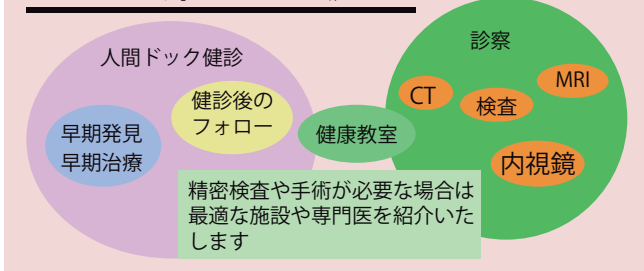 人間ドック健診
早期発見
早期治療
健診後の
フォロー
健康教室
診察
CT
検査
MRI
内視鏡
精密検査や手術が必要な場合は
最適な施設や専門医を紹介いた
します